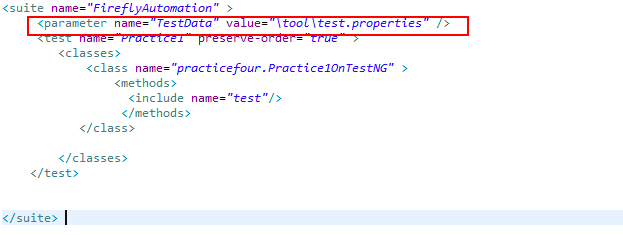 <suite name="FireflyAutomation" >
<parameter name="TestData" value="\tool\test.properties" />
<test name="Practice1" preserve-order="true" >
<classes>
<class name="practicefour.Practice1OnTestNG" >
<methods>
<include name="test"/>
</methods>
</class>
</classes>
</test>
</suite>